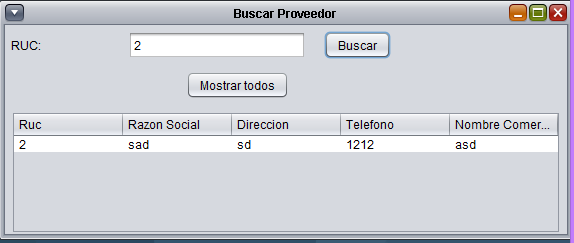 Buscar Proveedor
RUC: 2 Buscar
Mostrar todos
Ruc Razon Social Direccion Telefono Nombre Comer...
2 sad sd 1212 asd